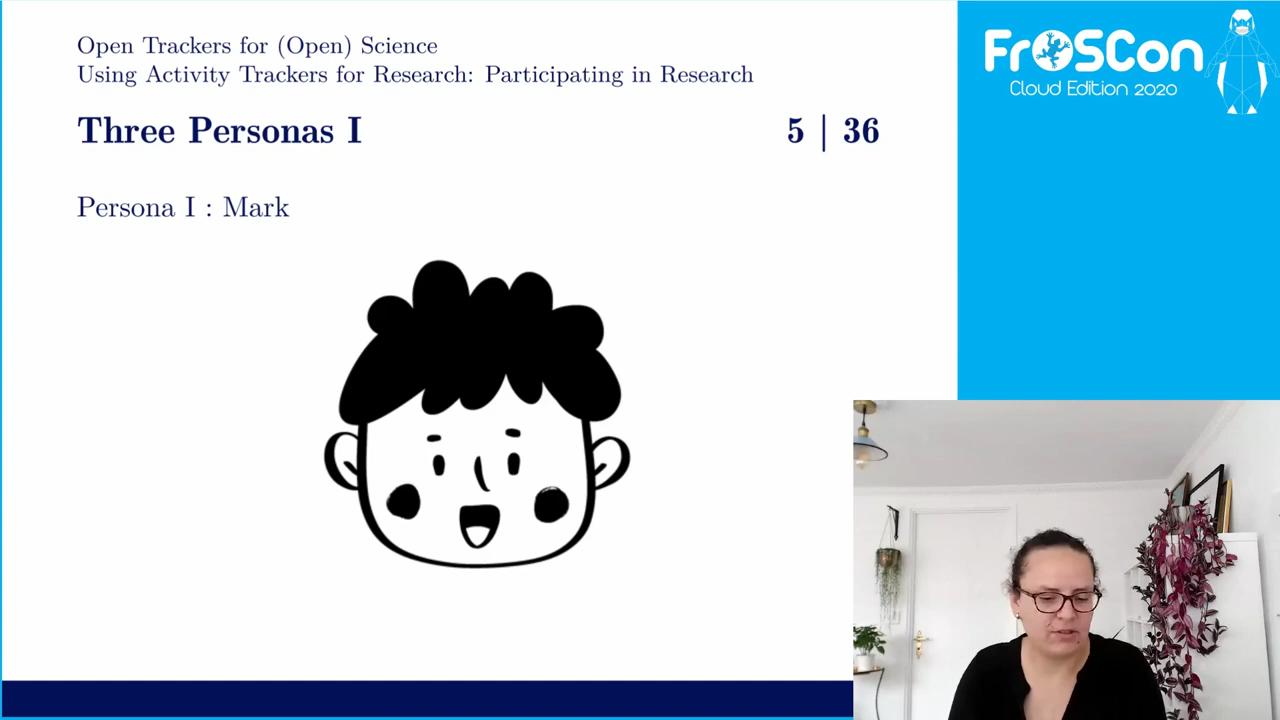 Open Trackers for (Open) Science
Using Activity Trackers for Research: Participating in Research
Three Personas I 5 | 36
Persona I : Mark
FrOSCon
Cloud Edition 2020